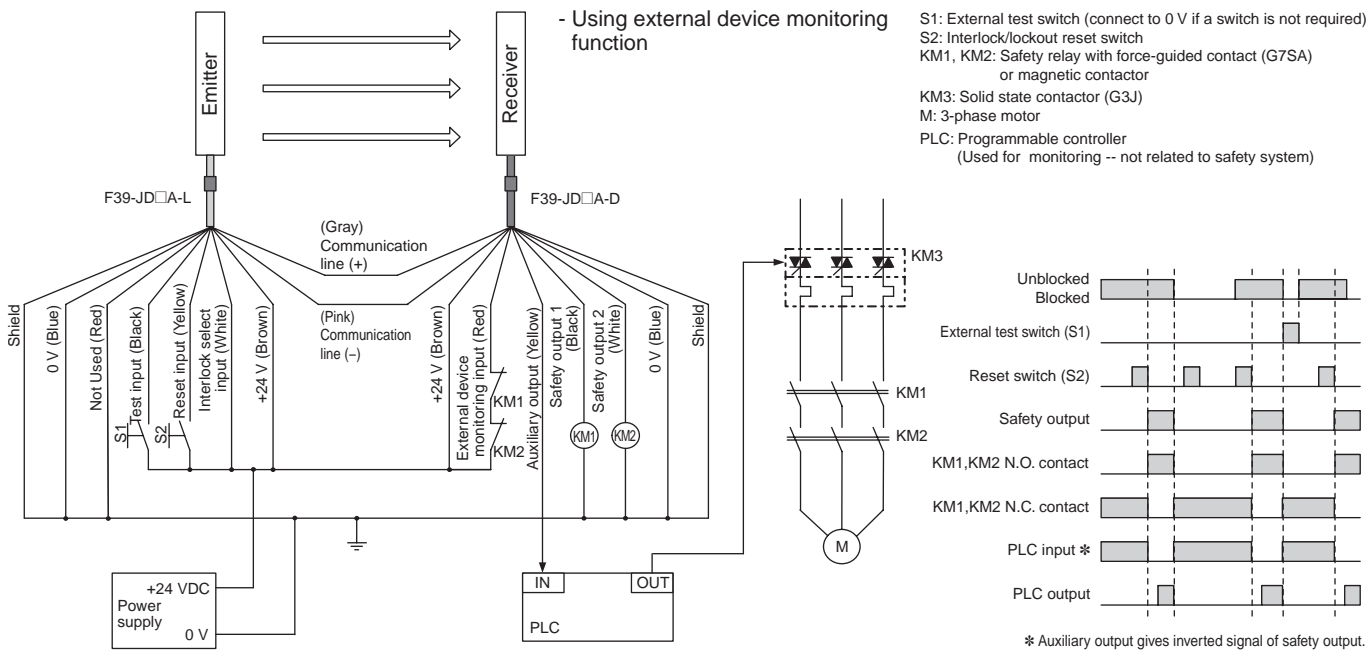 - Using external device monitoring
function
S1: External test switch (connect to 0 V if a switch is not required)
S2: Interlock/lockout reset switch
KM1, KM2: Safety relay with force-guided contact (G7SA)
or magnetic contactor
KM3: Solid state contactor (G3J)
M: 3-phase motor
PLC: Programmable controller
(Used for monitoring -- not related to safety system)
Emitter
Receiver
F39-JD□A-L
F39-JD□A-D
(Gray)
Communication
line (+)
(Pink)
Communication
line (−)
Shield
0 V (Blue)
Not Used (Red)
Test input (Black)
Reset input (Yellow)
Interlock select
input (White)
+24 V (Brown)
S1
S2
+24 V (Brown)
External device
monitoring input (Red)
Auxiliary output (Yellow)
Safety output 1
(Black)
Safety output 2
(White)
0 V (Blue)
Shield
KM1
KM2
KM1
KM2
+24 VDC
Power
supply
0 V
IN
OUT
PLC
KM3
KM1
KM2
M
Unblocked
Blocked
External test switch (S1)
Reset switch (S2)
Safety output
KM1,KM2 N.O. contact
KM1,KM2 N.C. contact
PLC input ✻
PLC output
✻ Auxiliary output gives inverted signal of safety output.